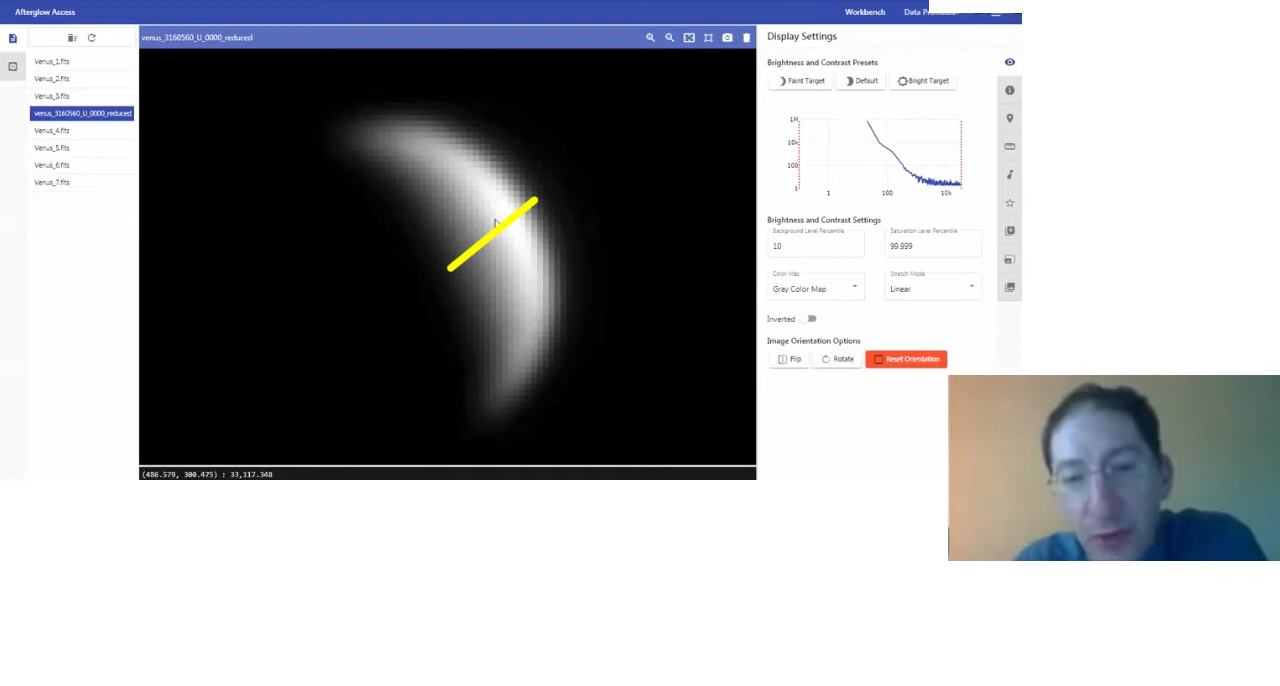 Afterglow Access
Workbench
venus_3160560_U_0000_reduced
Display Settings
Venus_1.fits
Venus_2.fits
Venus_3.fits
venus_3160560_U_0000_reduced
Venus_4.fits
Venus_5.fits
Venus_6.fits
Venus_7.fits
Brightness and Contrast Presets
Faint Target Default Bright Target
1M
10k
100
1
1 100 10k
Brightness and Contrast Settings
Background Level Percentile Saturation Level Percentile
10 99.999
Color Map Stretch Mode
Gray Color Map Linear
Inverted
Image Orientation Options
Flip Rotate Reset Orientation
(486.579, 300.475) : 33,117.348